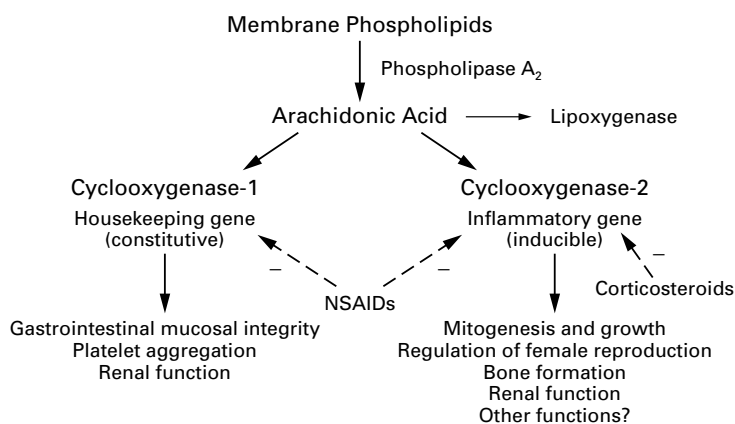 Membrane Phospholipids
Phospholipase A₂
Arachidonic Acid
Lipoxygenase
Cyclooxygenase-1
Housekeeping gene
(constitutive)
Cyclooxygenase-2
Inflammatory gene
(inducible)
–
–
–
NSAIDs
Corticosteroids
Gastrointestinal mucosal integrity
Platelet aggregation
Renal function
Mitogenesis and growth
Regulation of female reproduction
Bone formation
Renal function
Other functions?